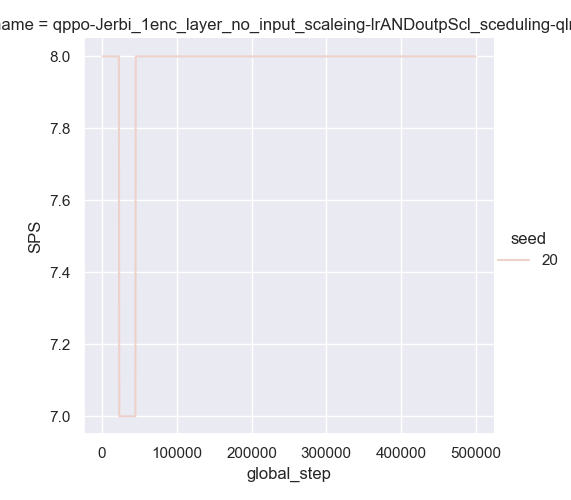 name = qppo-Jerbi_1enc_layer_no_input_scaleing-lrANDoutpScl_sceduling-qlr
8.0
7.8
7.6
7.4
7.2
7.0
SPS
0 100000 200000 300000 400000 500000
global_step
seed
20